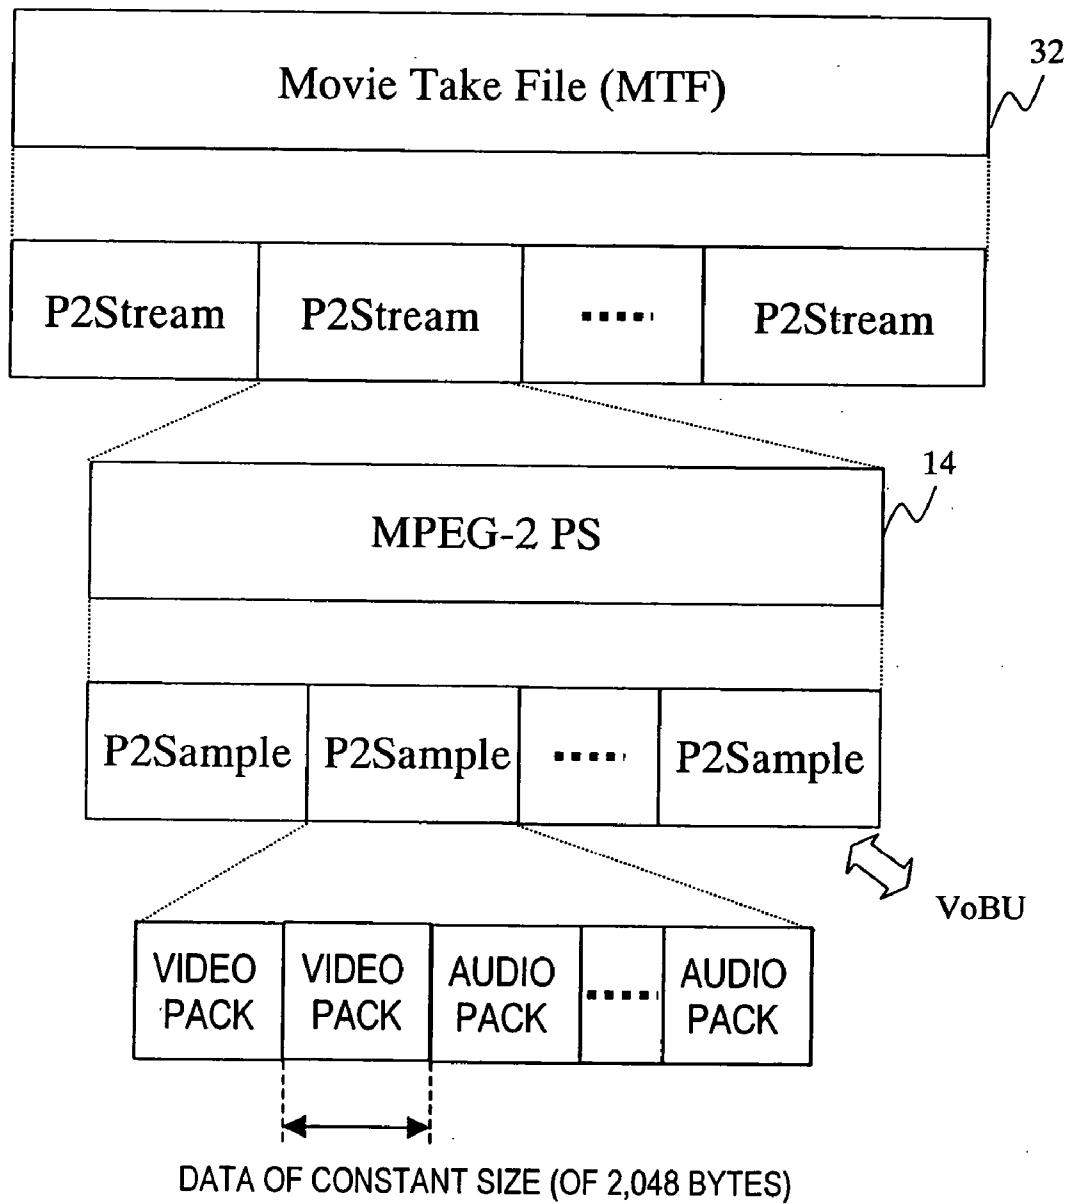 Movie Take File (MTF)
32
P2Stream
P2Stream
.....
P2Stream
14
MPEG-2 PS
P2Sample
P2Sample
.....
P2Sample
VoBU
VIDEO
PACK
VIDEO
PACK
AUDIO
PACK
.....
AUDIO
PACK
DATA OF CONSTANT SIZE (OF 2,048 BYTES)